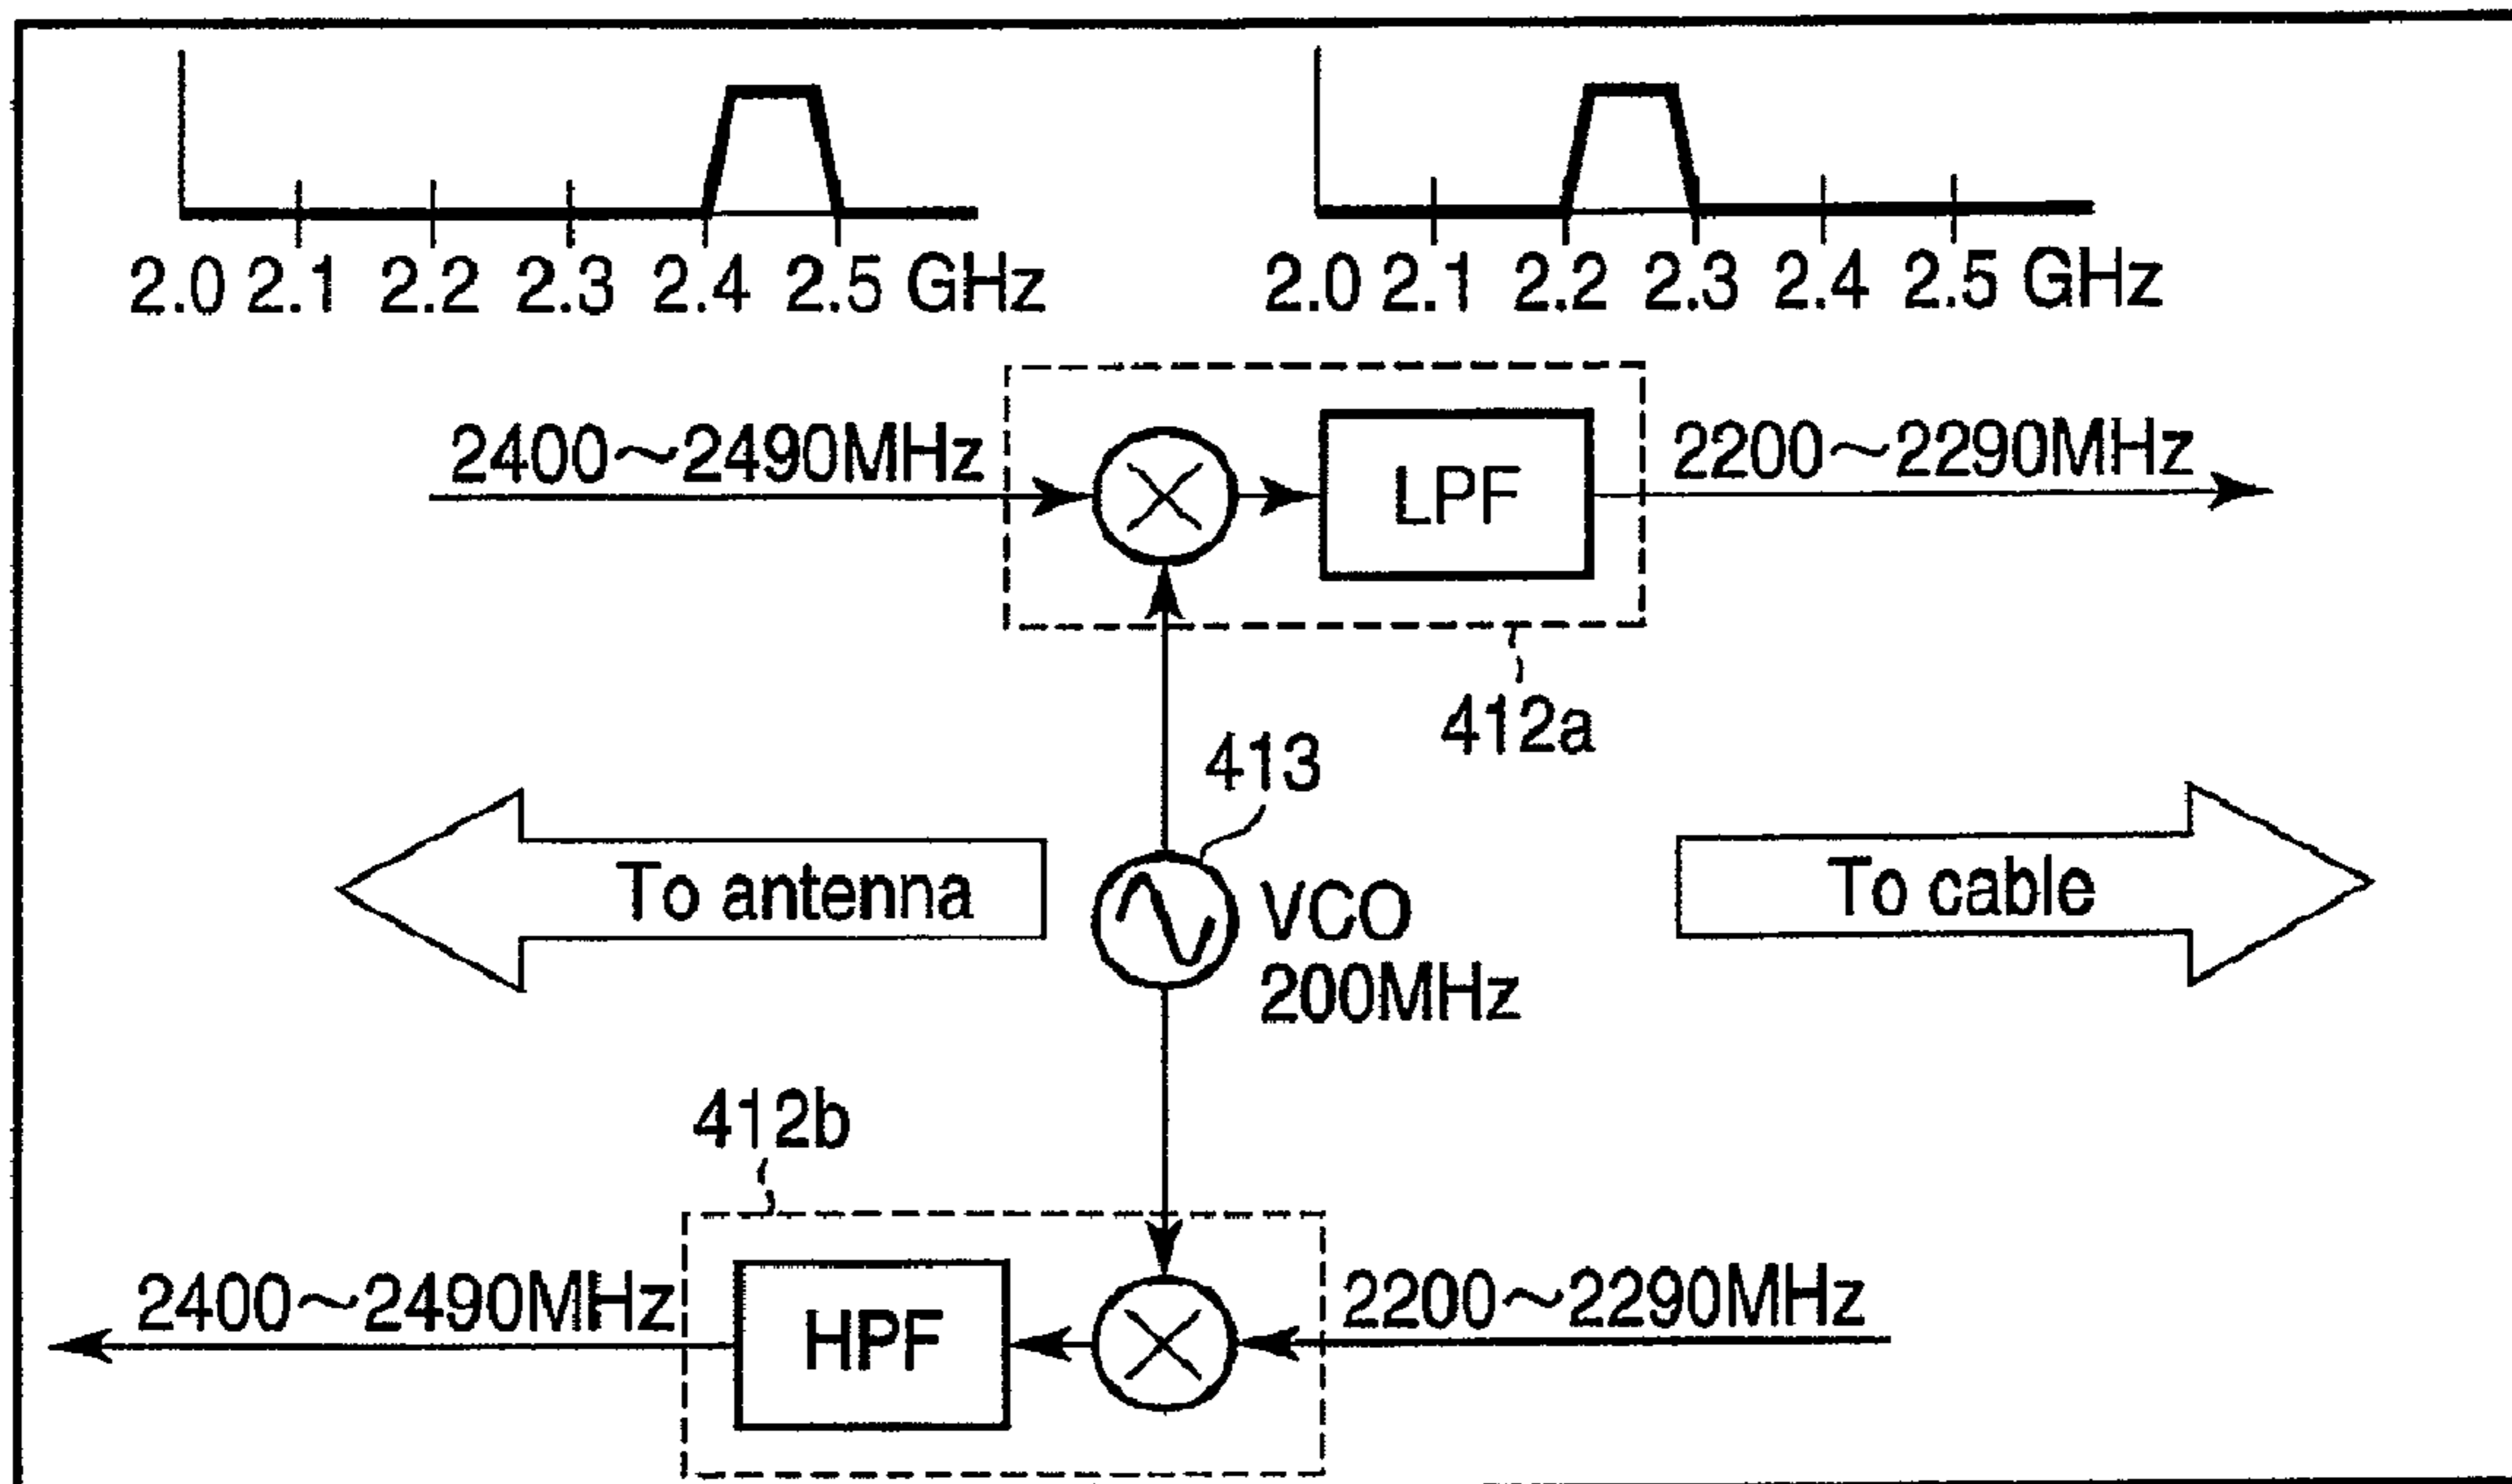 2.0 2.1 2.2 2.3 2.4 2.5 GHz
2.0 2.1 2.2 2.3 2.4 2.5 GHz
2400~2490MHz
LPF
2200~2290MHz
412a
413
To antenna
VCO
200MHz
To cable
412b
2400~2490MHz
HPF
2200~2290MHz